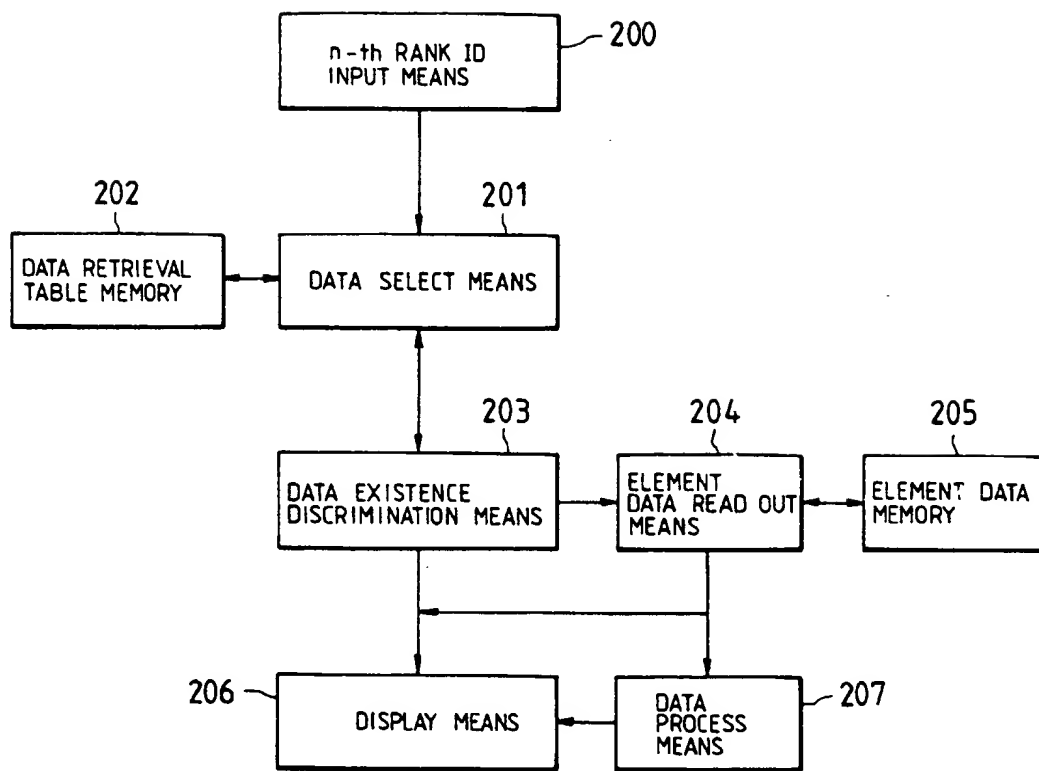 200
n-th RANK ID
INPUT MEANS
202
201
DATA RETRIEVAL
TABLE MEMORY
DATA SELECT MEANS
203
204
205
DATA EXISTENCE
DISCRIMINATION MEANS
ELEMENT
DATA READ OUT
MEANS
ELEMENT DATA
MEMORY
206
DISPLAY MEANS
DATA
PROCESS
MEANS
207